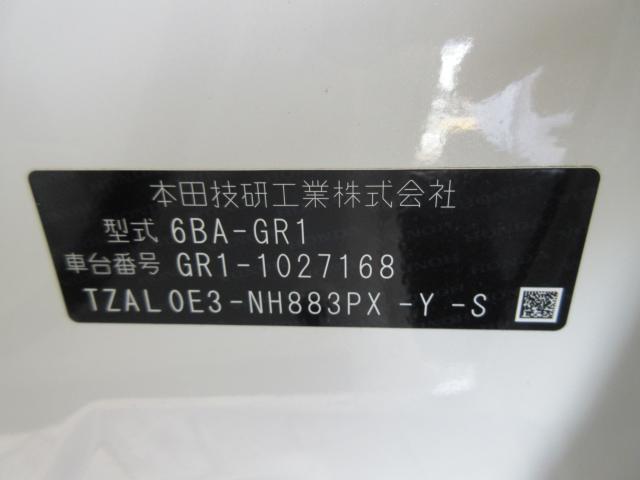 本田技研工業株式会社
型式 6BA-GR1
車台番号 GR1-1027168
TZAL0E3-NH883PX -Y -S